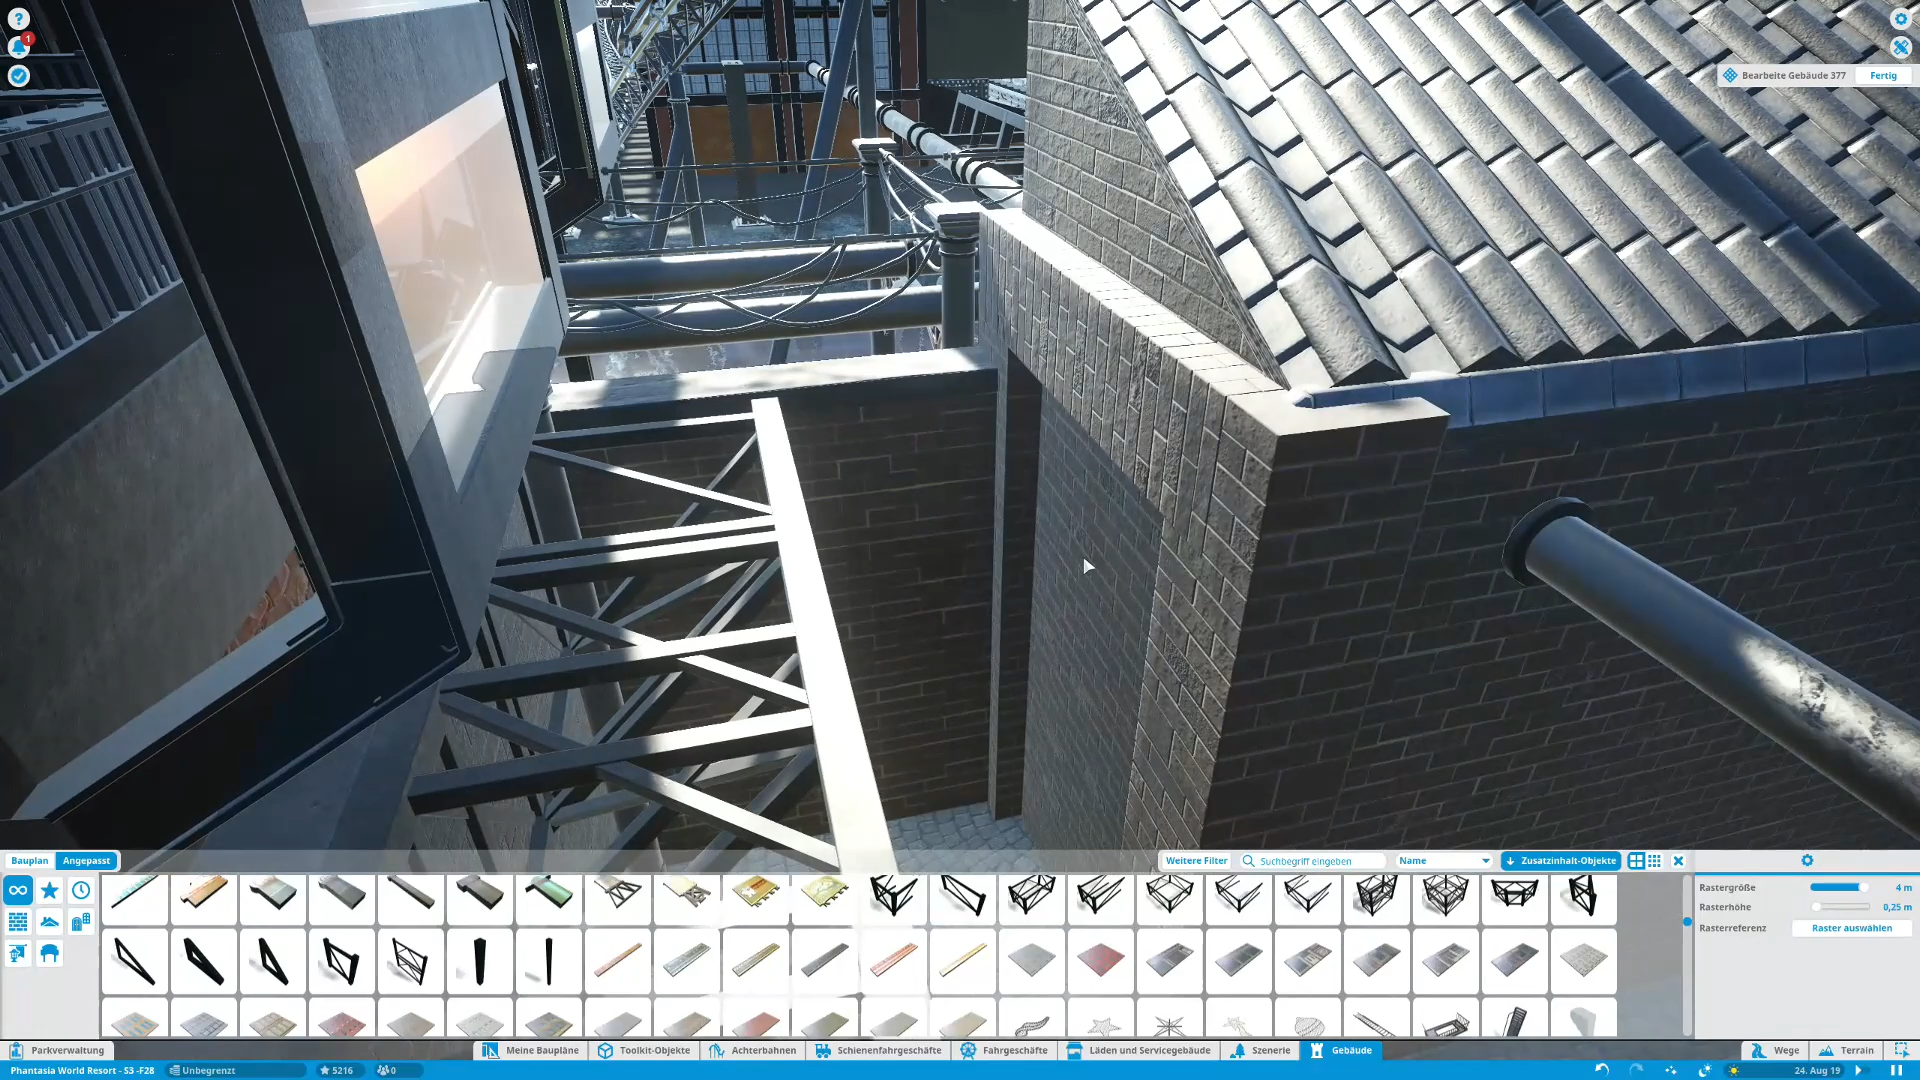 ?
1
Bearbeite Gebäude 377
Fertig
Bauplan
Angepasst
Weitere Filter
Suchbegriff eingeben
Name
Zusatzinhalt-Objekte
Rastergröße
4 m
Rasterhöhe
0,25 m
Rasterreferenz
Raster auswählen
Parkverwaltung
Meine Baupläne
Toolkit-Objekte
Achterbahnen
Schienenfahrgeschäfte
Fahrgeschäfte
Läden und Servicegebäude
Szenerie
Gebäude
Wege
Terrain
Phantasia World Resort - S3 -F28
Unbegrenzt
5216
0
24. Aug 19